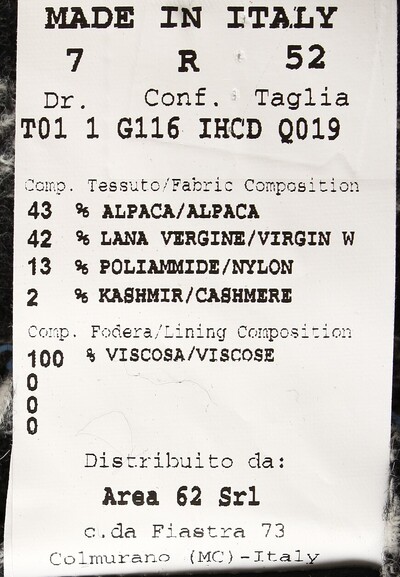 MADE IN ITALY
7 R 52
Dr. Conf. Taglia
T01 1 G116 IHCD Q019
Comp. Tessuto/Fabric Composition
43 % ALPACA/ALPACA
42 % LANA VERGINE/VIRGIN W
13 % POLIAMMIDE/NYLON
2 % KASHMIR/CASHMERE
Comp. Fodera/Lining Composition
100 % VISCOSA/VISCOSE
0
0
0
Distribuito da:
Area 62 Srl
c.da Fiastra 73
Colmurano (MC)-Italy